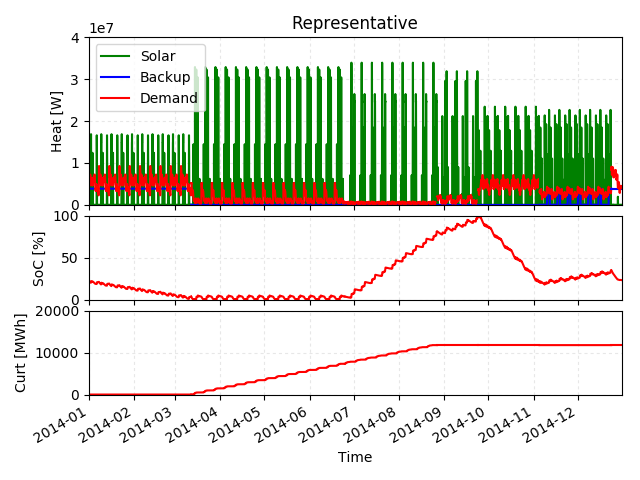 Representative
1e7
4
3
2
1
0
Heat [W]
Solar
Backup
Demand
100
50
0
SoC [%]
20000
10000
0
Curt [MWh]
2014-01
2014-02
2014-03
2014-04
2014-05
2014-06
2014-07
2014-08
2014-09
2014-10
2014-11
2014-12
Time